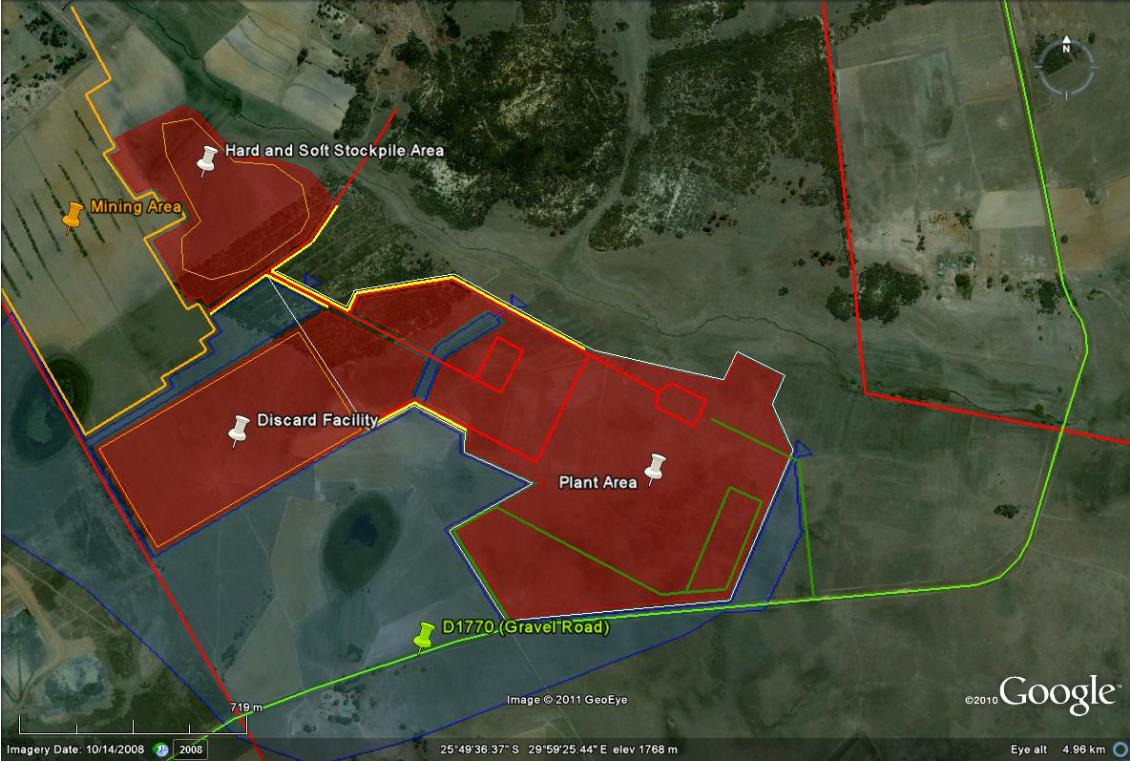 N
Hard and Soft Stockpile Area
Mining Area
Discard Facility
Plant Area
D1770 (Gravel Road)
Image © 2011 GeoEye
©2010 Google™
719 m
Imagery Date: 10/14/2008 2008 25°49'36.37" S 29°59'25.44" E elev 1768 m Eye alt 4.96 km